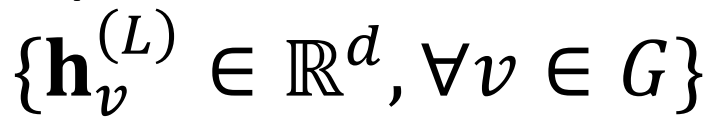 {𝐡_𝑣^(𝐿) ∈ ℝ^𝑑, ∀𝑣 ∈ 𝐺}